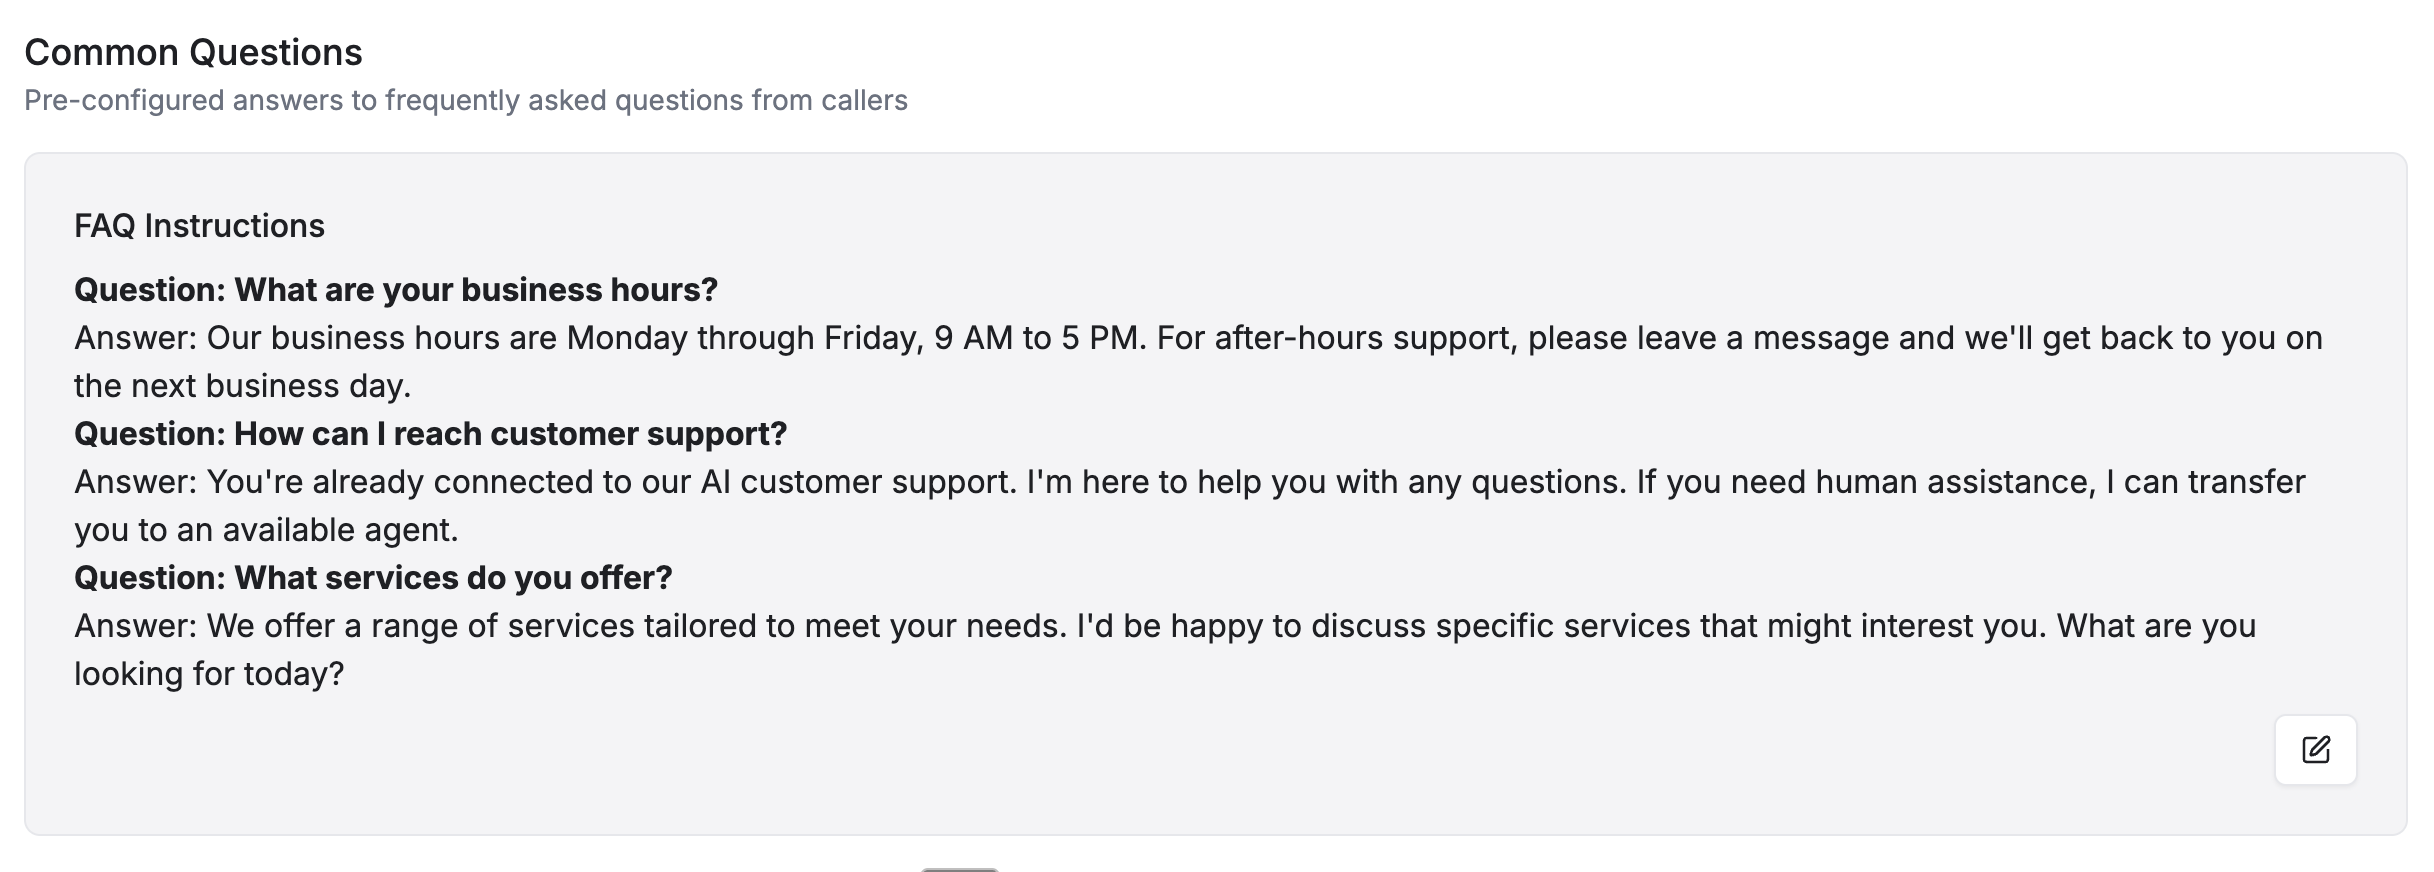 Common Questions
Pre-configured answers to frequently asked questions from callers
FAQ Instructions
Question: What are your business hours?
Answer: Our business hours are Monday through Friday, 9 AM to 5 PM. For after-hours support, please leave a message and we'll get back to you on
the next business day.
Question: How can I reach customer support?
Answer: You're already connected to our AI customer support. I'm here to help you with any questions. If you need human assistance, I can transfer
you to an available agent.
Question: What services do you offer?
Answer: We offer a range of services tailored to meet your needs. I'd be happy to discuss specific services that might interest you. What are you
looking for today?